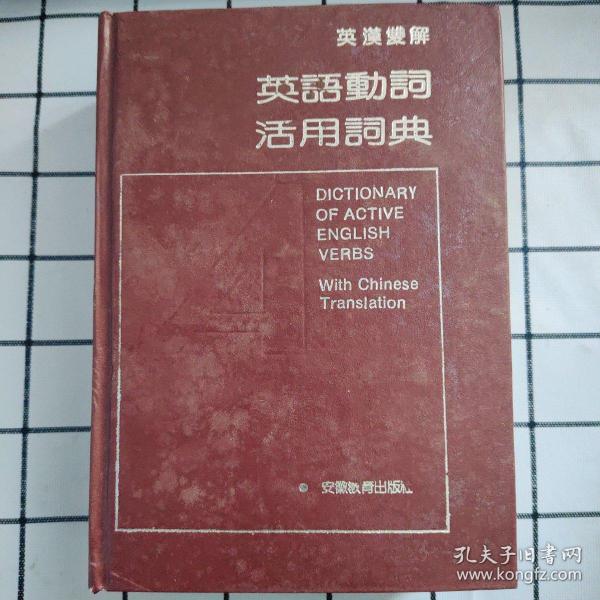 英漢雙解
英語動詞
活用詞典
DICTIONARY
OF ACTIVE
ENGLISH
VERBS
With Chinese
Translation
安徽教育出版社
孔夫子旧书网
www.kongfz.com